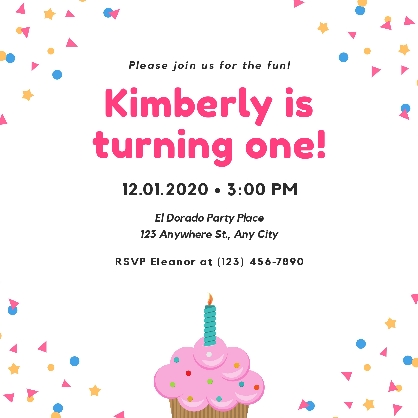 Please join us for the fun!
Kimberly is
turning one!
12.01.2020 • 3:00 PM
El Dorado Party Place
123 Anywhere St., Any City
RSVP Eleanor at (123) 456-7890